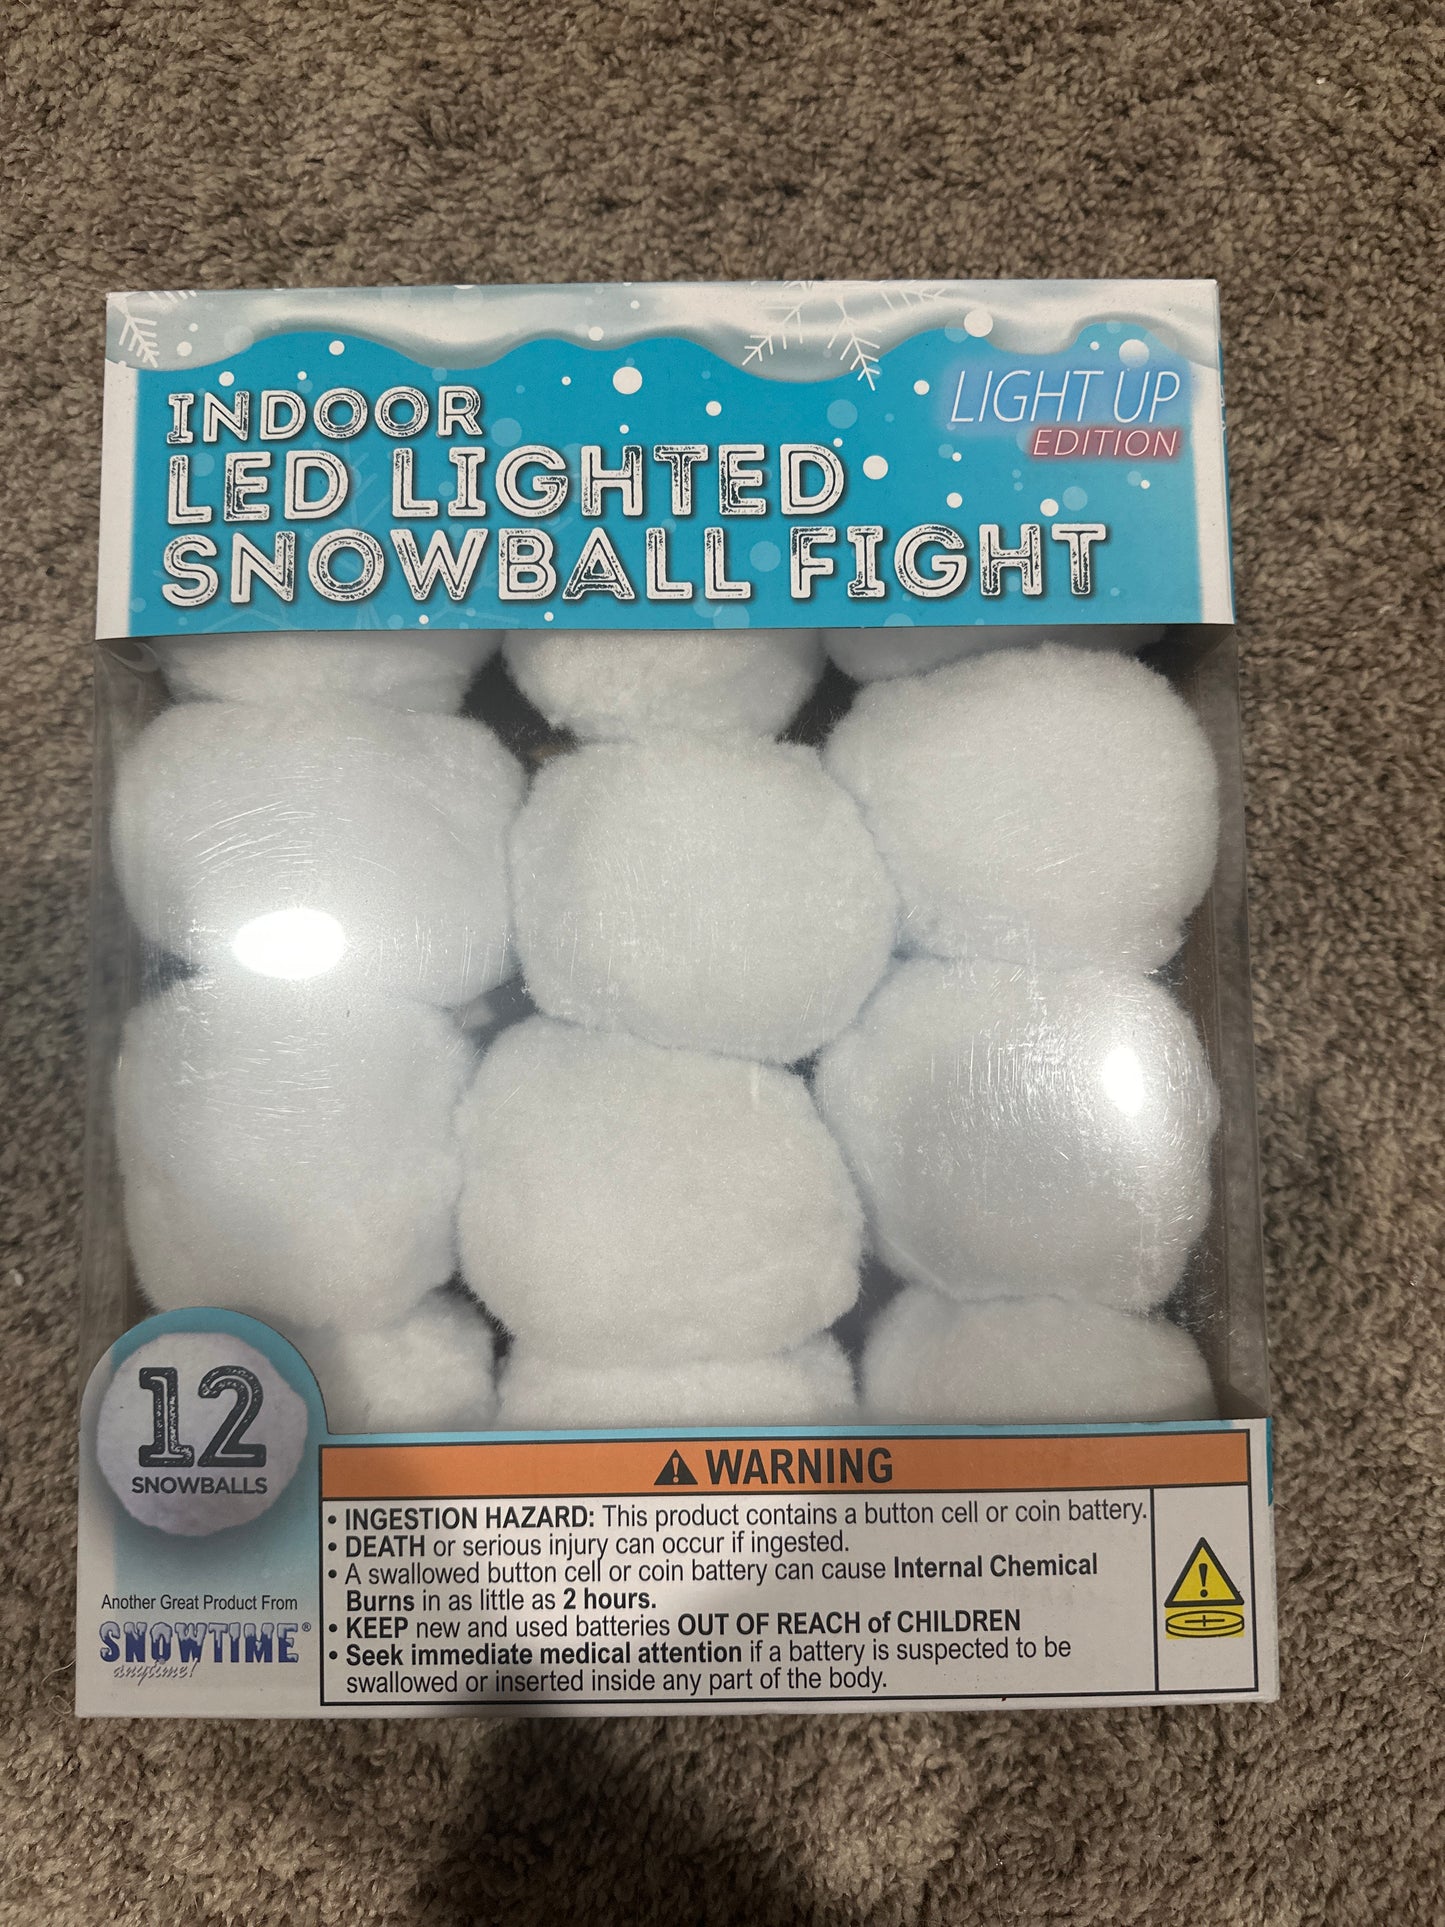 INDOOR
LED LIGHTED
SNOWBALL FIGHT
LIGHT UP
EDITION
12
SNOWBALLS
Another Great Product From
SNOWTIME®
anytime!
⚠ WARNING
• INGESTION HAZARD: This product contains a button cell or coin battery.
• DEATH or serious injury can occur if ingested.
• A swallowed button cell or coin battery can cause Internal Chemical
Burns in as little as 2 hours.
• KEEP new and used batteries OUT OF REACH of CHILDREN
• Seek immediate medical attention if a battery is suspected to be
swallowed or inserted inside any part of the body.